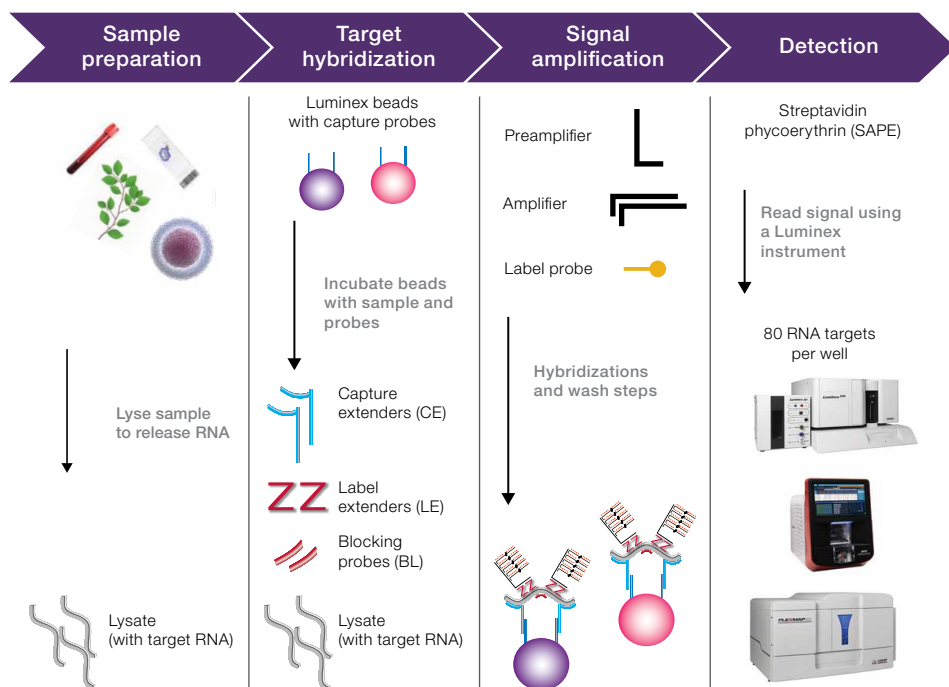 Sample
preparation
Target
hybridization
Signal
amplification
Detection
Lyse sample
to release RNA
Lysate
(with target RNA)
Luminex beads
with capture probes
Incubate beads
with sample and
probes
Capture
extenders (CE)
Label
extenders (LE)
Blocking
probes (BL)
Lysate
(with target RNA)
Preamplifier
Amplifier
Label probe
Hybridizations
and wash steps
Streptavidin
phycoerythrin (SAPE)
Read signal using
a Luminex
instrument
80 RNA targets
per well
FLEXMAP